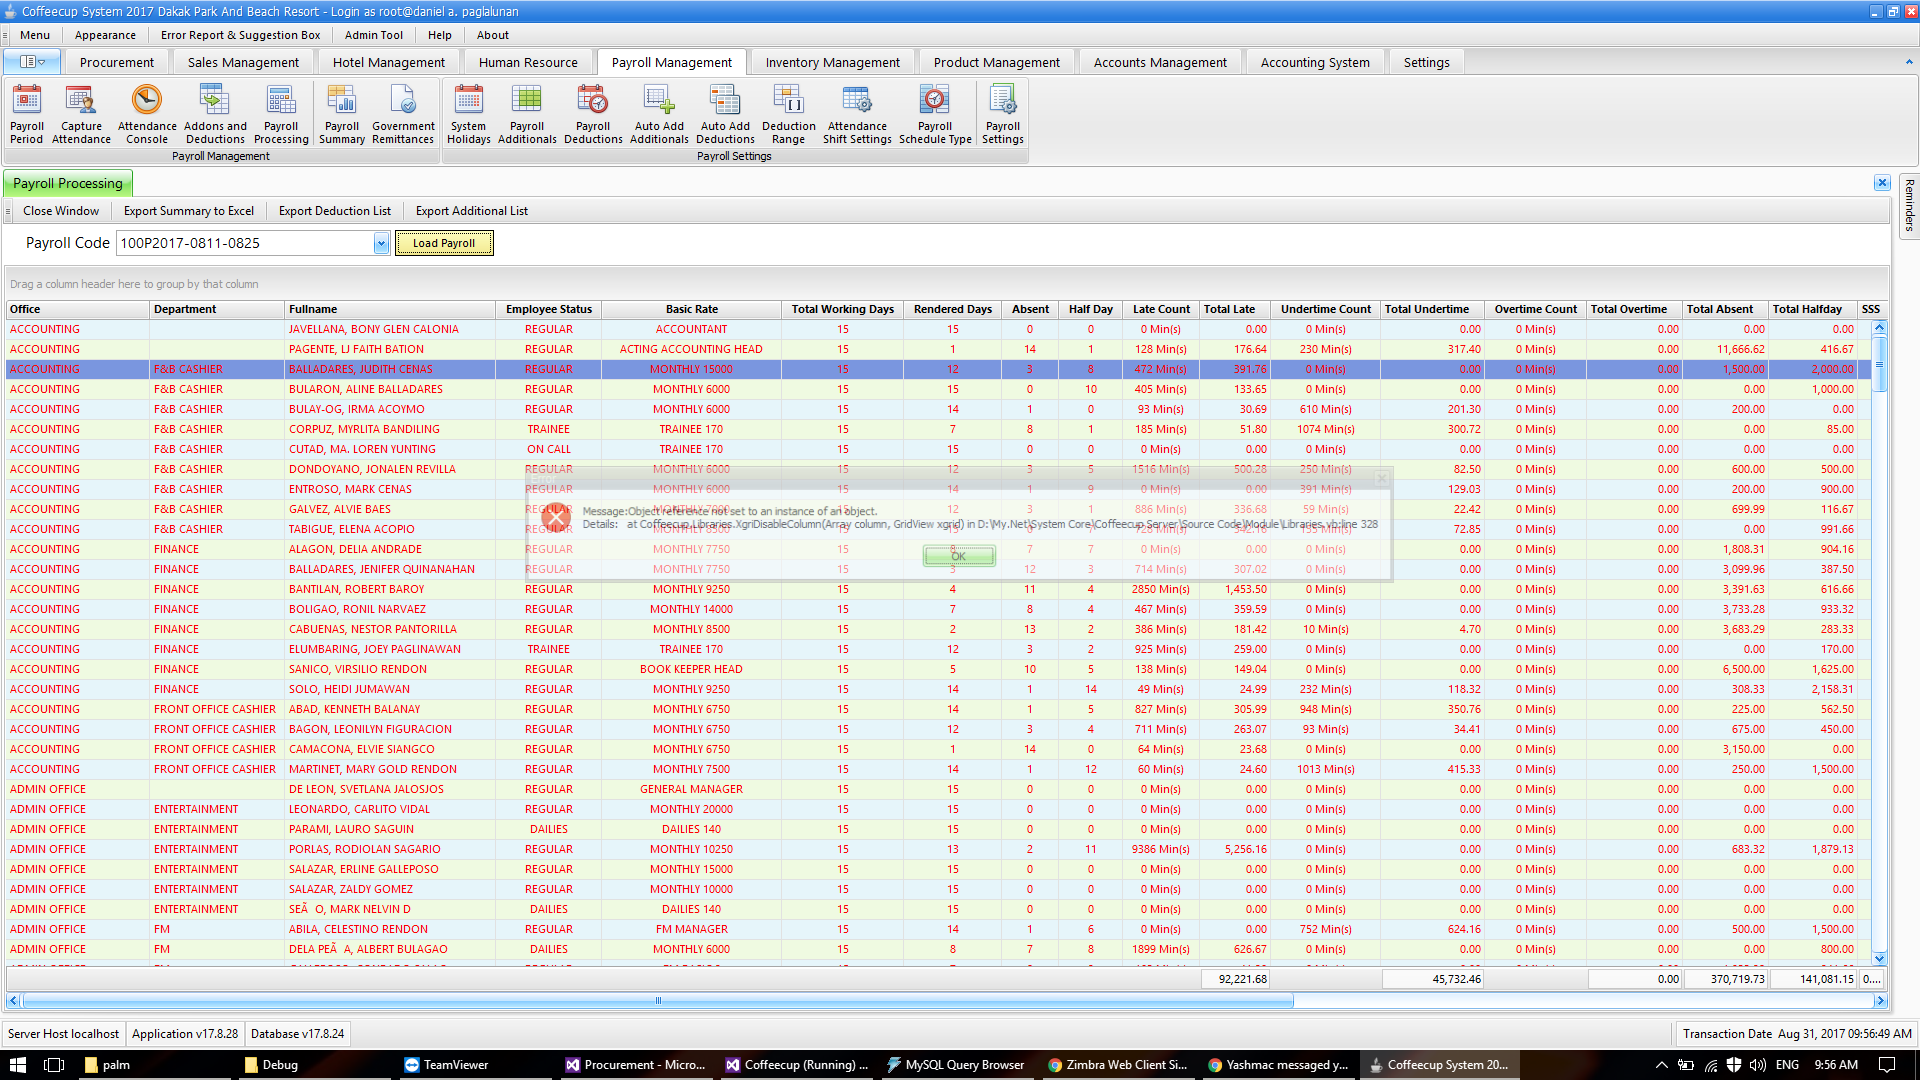 Coffeecup System 2017 Dakak Park And Beach Resort - Login as root@daniel a. paglalunan
Menu Appearance Error Report & Suggestion Box Admin Tool Help About
Procurement Sales Management Hotel Management Human Resource Payroll Management Inventory Management Product Management Accounts Management Accounting System Settings
Payroll Period Capture Attendance Attendance Console Addons and Deductions Payroll Processing Payroll Summary Government Remittances System Holidays Payroll Additionals Payroll Deductions Auto Add Additionals Auto Add Deductions Deduction Range Attendance Shift Settings Payroll Schedule Type Payroll Settings
Payroll Management Payroll Settings
Payroll Processing
Reminders
Close Window Export Summary to Excel Export Deduction List Export Additional List
Payroll Code 100P2017-0811-0825 Load Payroll
Drag a column header here to group by that column
Office Department Fullname Employee Status Basic Rate Total Working Days Rendered Days Absent Half Day Late Count Total Late Undertime Count Total Undertime Overtime Count Total Overtime Total Absent Total Halfday SSS
ACCOUNTING JAVELLANA, BONY GLEN CALONIA REGULAR ACCOUNTANT 15 15 0 0 0 Min(s) 0.00 0 Min(s) 0.00 0 Min(s) 0.00 0.00 0.00
ACCOUNTING PAGENTE, LJ FAITH BATION REGULAR ACTING ACCOUNTING HEAD 15 1 14 1 128 Min(s) 176.64 230 Min(s) 317.40 0 Min(s) 0.00 11,666.62 416.67
ACCOUNTING F&B CASHIER BALLADARES, JUDITH CENAS REGULAR MONTHLY 15000 15 12 3 8 472 Min(s) 391.76 0 Min(s) 0.00 0 Min(s) 0.00 1,500.00 2,000.00
ACCOUNTING F&B CASHIER BULARON, ALINE BALLADARES REGULAR MONTHLY 6000 15 15 0 10 405 Min(s) 133.65 0 Min(s) 0.00 0 Min(s) 0.00 0.00 1,000.00
ACCOUNTING F&B CASHIER BULAY-OG, IRMA ACOYMO REGULAR MONTHLY 6000 15 14 1 0 93 Min(s) 30.69 610 Min(s) 201.30 0 Min(s) 0.00 200.00 0.00
ACCOUNTING F&B CASHIER CORPUZ, MYRLITA BANDILING TRAINEE TRAINEE 170 15 7 8 1 185 Min(s) 51.80 1074 Min(s) 300.72 0 Min(s) 0.00 0.00 85.00
ACCOUNTING F&B CASHIER CUTAD, MA. LOREN YUNTING ON CALL TRAINEE 170 15 15 0 0 0 Min(s) 0.00 0 Min(s) 0.00 0 Min(s) 0.00 0.00 0.00
ACCOUNTING F&B CASHIER DONDOYANO, JONALEN REVILLA REGULAR MONTHLY 6000 15 12 3 5 1516 Min(s) 500.28 250 Min(s) 82.50 0 Min(s) 0.00 600.00 500.00
ACCOUNTING F&B CASHIER ENTROSO, MARK CENAS REGULAR MONTHLY 6000 15 14 1 9 0 Min(s) 0.00 391 Min(s) 129.03 0 Min(s) 0.00 200.00 900.00
ACCOUNTING F&B CASHIER GALVEZ, ALVIE BAES REGULAR 15 12 3 1 886 Min(s) 336.68 59 Min(s) 22.42 0 Min(s) 0.00 699.99 116.67
Message:Object reference not set to an instance of an object.
Details: at Coffeecup.Libraries.XgridDisableColumn(Array column, GridView xgrid) in D:\My.Net\System Core\Coffeecup Server\Source Code\Module\Libraries.vb:line 328
ACCOUNTING F&B CASHIER TABIGUE, ELENA ACOPIO 72.85 0.00 0.00 991.66
OK
ACCOUNTING FINANCE ALAGON, DELIA ANDRADE REGULAR MONTHLY 7750 15 7 7 0 Min(s) 0.00 0 Min(s) 0.00 0 Min(s) 0.00 1,808.31 904.16
ACCOUNTING FINANCE BALLADARES, JENIFER QUINANAHAN REGULAR MONTHLY 7750 15 3 12 3 714 Min(s) 307.02 0 Min(s) 0.00 0 Min(s) 0.00 3,099.96 387.50
ACCOUNTING FINANCE BANTILAN, ROBERT BAROY REGULAR MONTHLY 9250 15 4 11 4 2850 Min(s) 1,453.50 0 Min(s) 0.00 0 Min(s) 0.00 3,391.63 616.66
ACCOUNTING FINANCE BOLIGAO, RONIL NARVAEZ REGULAR MONTHLY 14000 15 7 8 4 467 Min(s) 359.59 0 Min(s) 0.00 0 Min(s) 0.00 3,733.28 933.32
ACCOUNTING FINANCE CABUENAS, NESTOR PANTORILLA REGULAR MONTHLY 8500 15 2 13 2 386 Min(s) 181.42 10 Min(s) 4.70 0 Min(s) 0.00 3,683.29 283.33
ACCOUNTING FINANCE ELUMBARING, JOEY PAGLINAWAN TRAINEE TRAINEE 170 15 12 3 2 925 Min(s) 259.00 0 Min(s) 0.00 0 Min(s) 0.00 0.00 170.00
ACCOUNTING FINANCE SANICO, VIRSILIO RENDON REGULAR BOOK KEEPER HEAD 15 5 10 5 138 Min(s) 149.04 0 Min(s) 0.00 0 Min(s) 0.00 6,500.00 1,625.00
ACCOUNTING FINANCE SOLO, HEIDI JUMAWAN REGULAR MONTHLY 9250 15 14 1 14 49 Min(s) 24.99 232 Min(s) 118.32 0 Min(s) 0.00 308.33 2,158.31
ACCOUNTING FRONT OFFICE CASHIER ABAD, KENNETH BALANAY REGULAR MONTHLY 6750 15 14 1 5 827 Min(s) 305.99 948 Min(s) 350.76 0 Min(s) 0.00 225.00 562.50
ACCOUNTING FRONT OFFICE CASHIER BAGON, LEONILYN FIGURACION REGULAR MONTHLY 6750 15 12 3 4 711 Min(s) 263.07 93 Min(s) 34.41 0 Min(s) 0.00 675.00 450.00
ACCOUNTING FRONT OFFICE CASHIER CAMACONA, ELVIE SIANGCO REGULAR MONTHLY 6750 15 1 14 0 64 Min(s) 23.68 0 Min(s) 0.00 0 Min(s) 0.00 3,150.00 0.00
ACCOUNTING FRONT OFFICE CASHIER MARTINET, MARY GOLD RENDON REGULAR MONTHLY 7500 15 14 1 12 60 Min(s) 24.60 1013 Min(s) 415.33 0 Min(s) 0.00 250.00 1,500.00
ADMIN OFFICE DE LEON, SVETLANA JALOSJOS REGULAR GENERAL MANAGER 15 15 0 0 0 Min(s) 0.00 0 Min(s) 0.00 0 Min(s) 0.00 0.00 0.00
ADMIN OFFICE ENTERTAINMENT LEONARDO, CARLITO VIDAL REGULAR MONTHLY 20000 15 15 0 0 0 Min(s) 0.00 0 Min(s) 0.00 0 Min(s) 0.00 0.00 0.00
ADMIN OFFICE ENTERTAINMENT PARAMI, LAURO SAGUIN DAILIES DAILIES 140 15 15 0 0 0 Min(s) 0.00 0 Min(s) 0.00 0 Min(s) 0.00 0.00 0.00
ADMIN OFFICE ENTERTAINMENT PORLAS, RODIOLAN SAGARIO REGULAR MONTHLY 10250 15 13 2 11 9386 Min(s) 5,256.16 0 Min(s) 0.00 0 Min(s) 0.00 683.32 1,879.13
ADMIN OFFICE ENTERTAINMENT SALAZAR, ERLINE GALLEPOSO REGULAR MONTHLY 15000 15 15 0 0 0 Min(s) 0.00 0 Min(s) 0.00 0 Min(s) 0.00 0.00 0.00
ADMIN OFFICE ENTERTAINMENT SALAZAR, ZALDY GOMEZ REGULAR MONTHLY 10000 15 15 0 0 0 Min(s) 0.00 0 Min(s) 0.00 0 Min(s) 0.00 0.00 0.00
ADMIN OFFICE ENTERTAINMENT SEÃ O, MARK NELVIN D DAILIES DAILIES 140 15 15 0 0 0 Min(s) 0.00 0 Min(s) 0.00 0 Min(s) 0.00 0.00 0.00
ADMIN OFFICE FM ABILA, CELESTINO RENDON REGULAR FM MANAGER 15 14 1 6 0 Min(s) 0.00 752 Min(s) 624.16 0 Min(s) 0.00 500.00 1,500.00
ADMIN OFFICE FM DELA PEÃ A, ALBERT BULAGAO DAILIES MONTHLY 6000 15 8 7 8 1899 Min(s) 626.67 0 Min(s) 0.00 0 Min(s) 0.00 0.00 800.00
92,221.68 45,732.46 0.00 370,719.73 141,081.15 0....
Server Host localhost Application v17.8.28 Database v17.8.24 Transaction Date Aug 31, 2017 09:56:49 AM
palm Debug TeamViewer Procurement - Micro... Coffeecup (Running) ... MySQL Query Browser Zimbra Web Client Si... Yashmac messaged y... Coffeecup System 20... ENG 9:56 AM